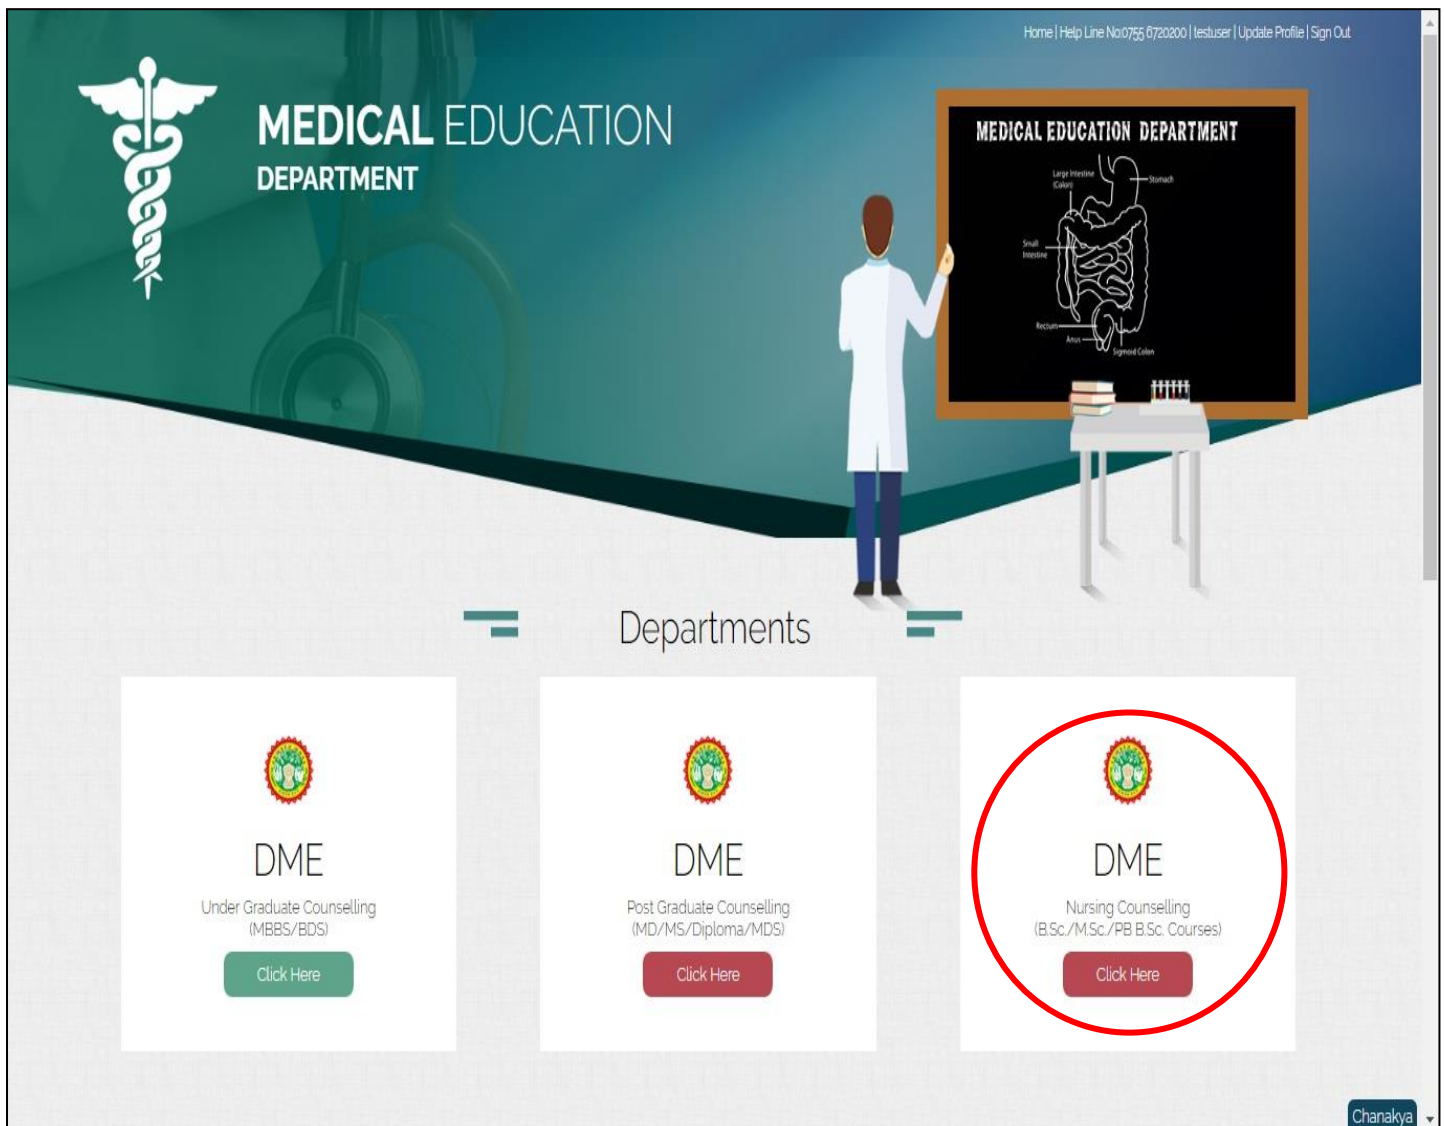 Home | Help Line No:0755 6720200 | testuser | Update Profile | Sign Out
MEDICAL EDUCATION
DEPARTMENT
MEDICAL EDUCATION DEPARTMENT
Large Intestine
(Colon)
Stomach
Small
Intestine
Rectum
Anus
Sigmoid Colon
Departments
DME
Under Graduate Counselling
(MBBS/BDS)
Click Here
DME
Post Graduate Counselling
(MD/MS/Diploma/MDS)
Click Here
DME
Nursing Counselling
(B.Sc./M.Sc./PB B.Sc. Courses)
Click Here
Chanakya